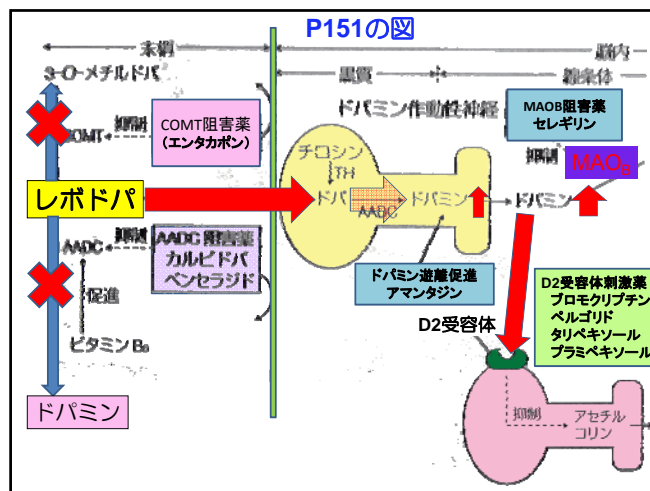 P151の図
末梢
脳内
3-O-メチルドパ
黒質
線条体
ドパミン作動性神経
COMT
抑制
COMT阻害薬
(エンタカポン)
MAOB阻害薬
セレギリン
抑制
MAOB
チロシン
TH
レボドパ
ドパ
AADC
ドパミン
ドパミン
AADC
抑制
AADC 阻害薬
カルビドパ
ベンセラジド
促進
ビタミン B₆
ドパミン遊離促進
アマンタジン
D2受容体刺激薬
ブロモクリプチン
ペルゴリド
タリペキソール
プラミペキソール
D2受容体
ドパミン
抑制
アセチル
コリン